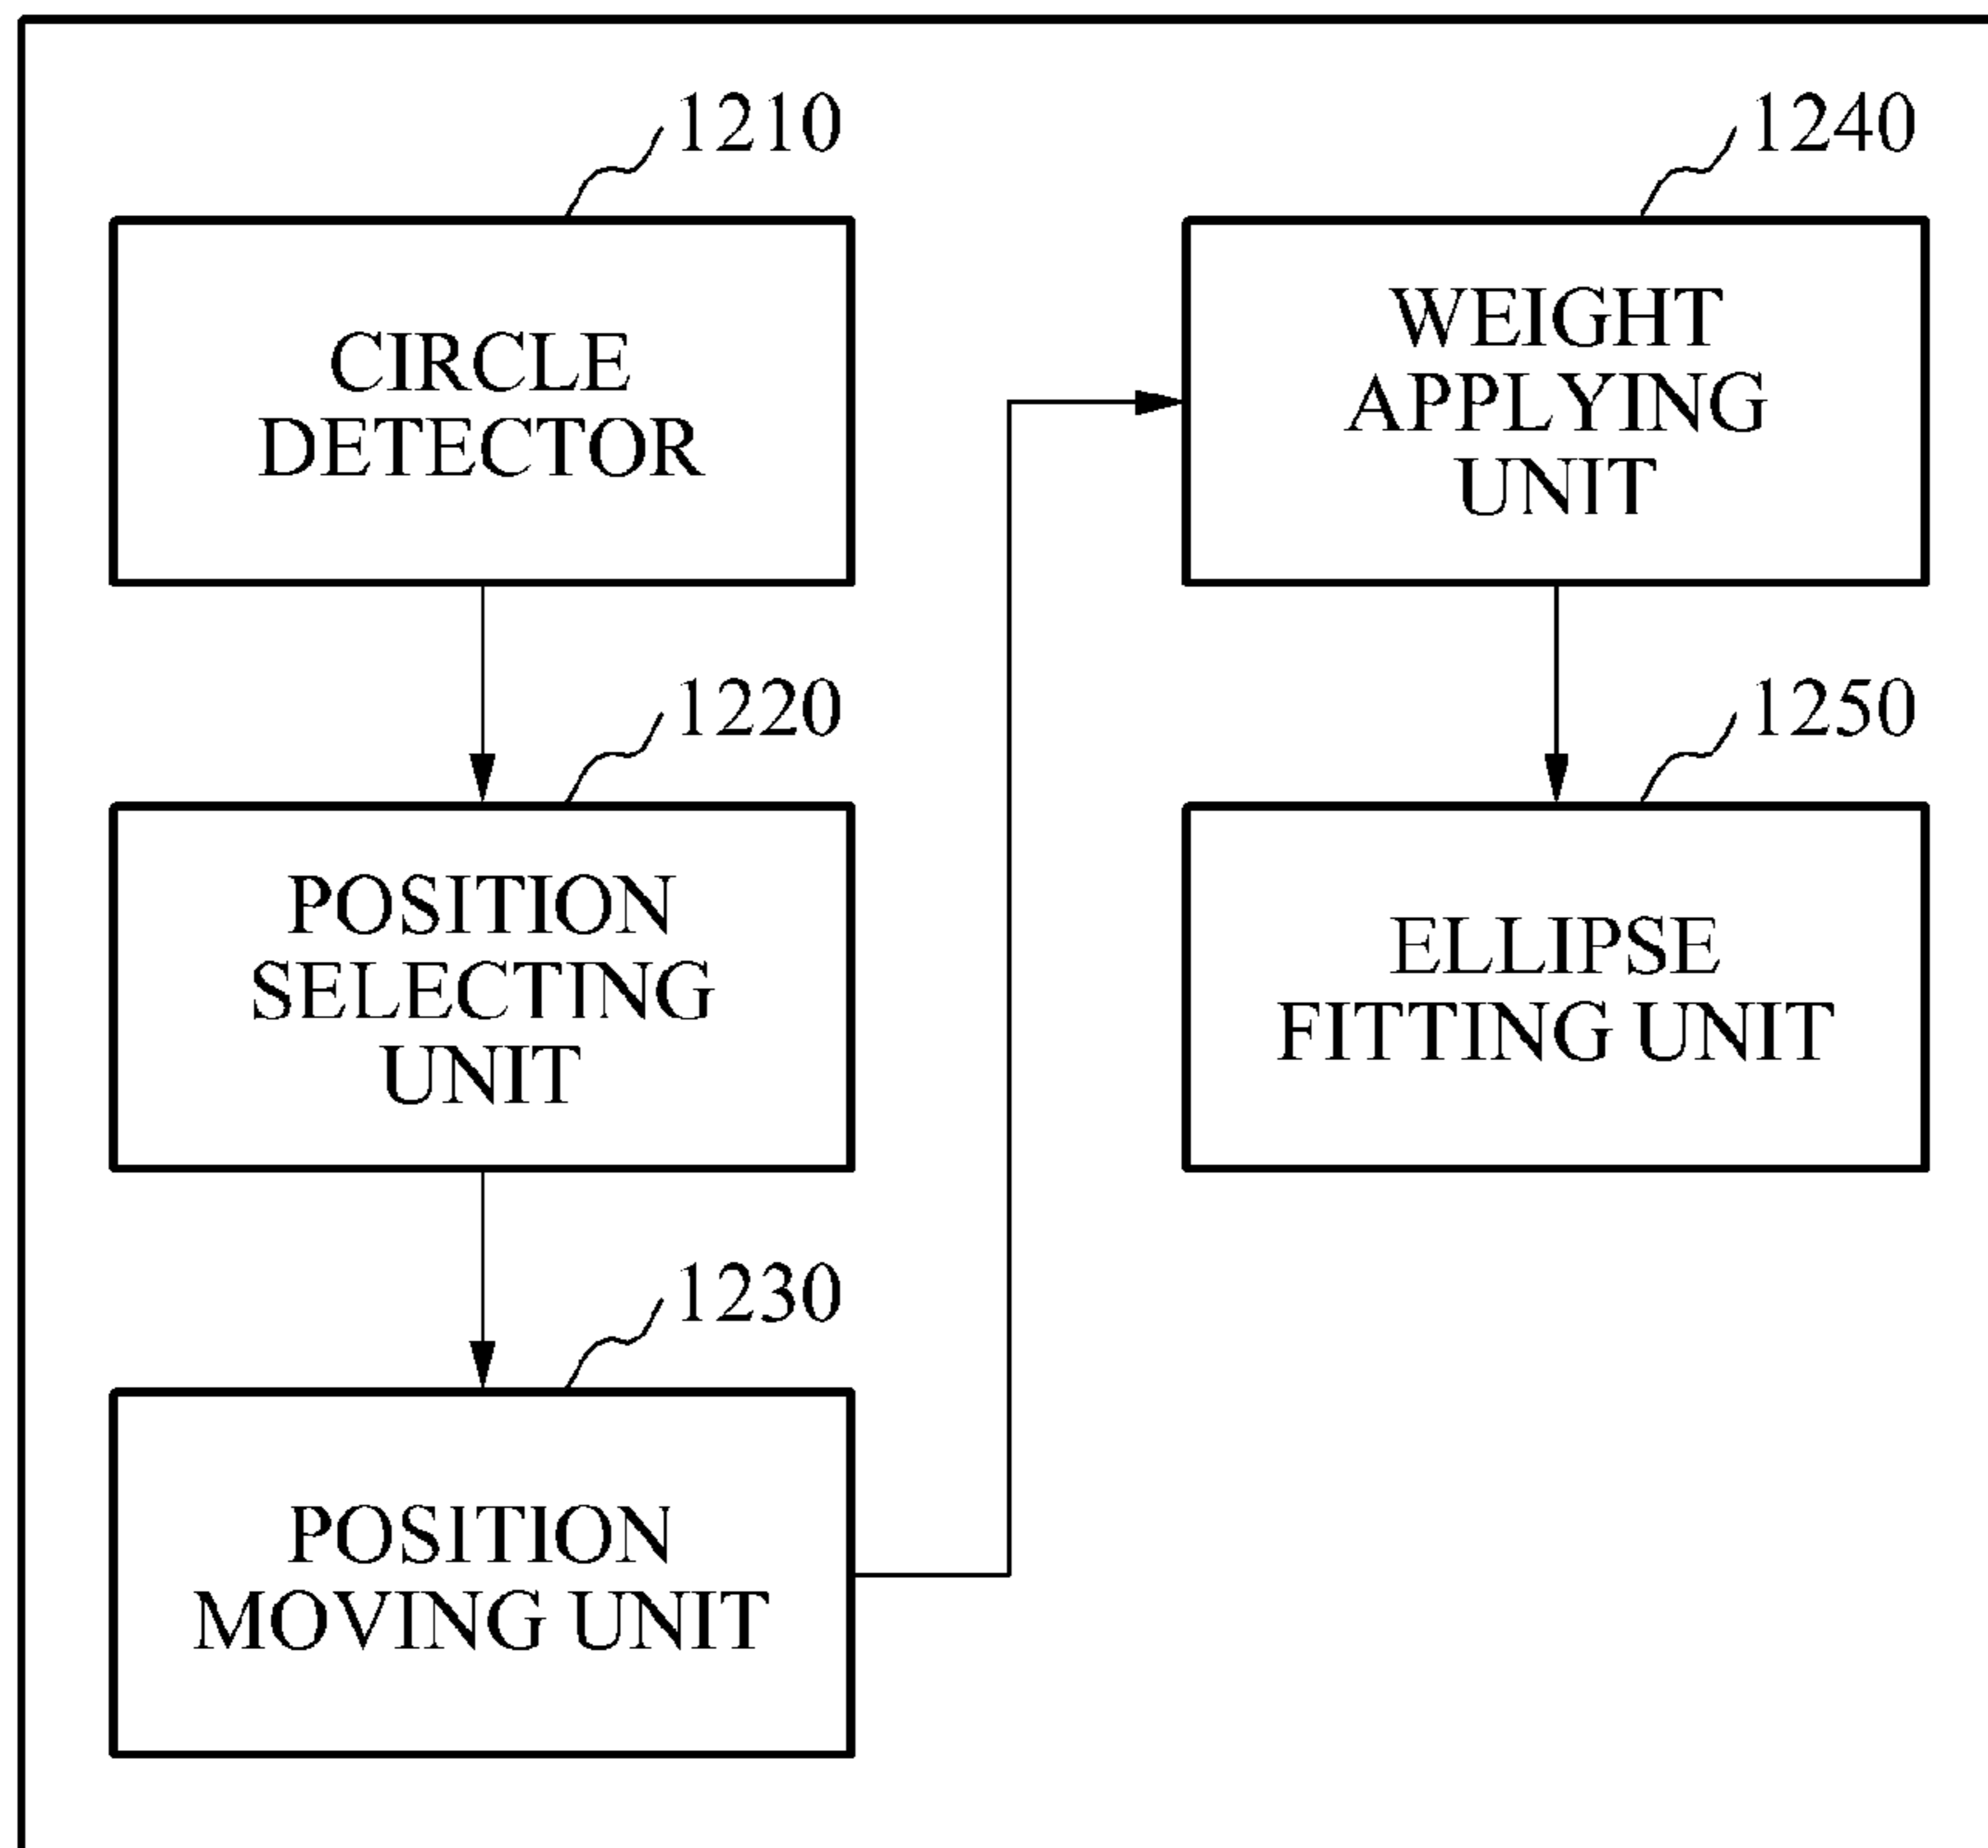 1210
CIRCLE
DETECTOR
1220
POSITION
SELECTING
UNIT
1230
POSITION
MOVING UNIT
1240
WEIGHT
APPLYING
UNIT
1250
ELLIPSE
FITTING UNIT